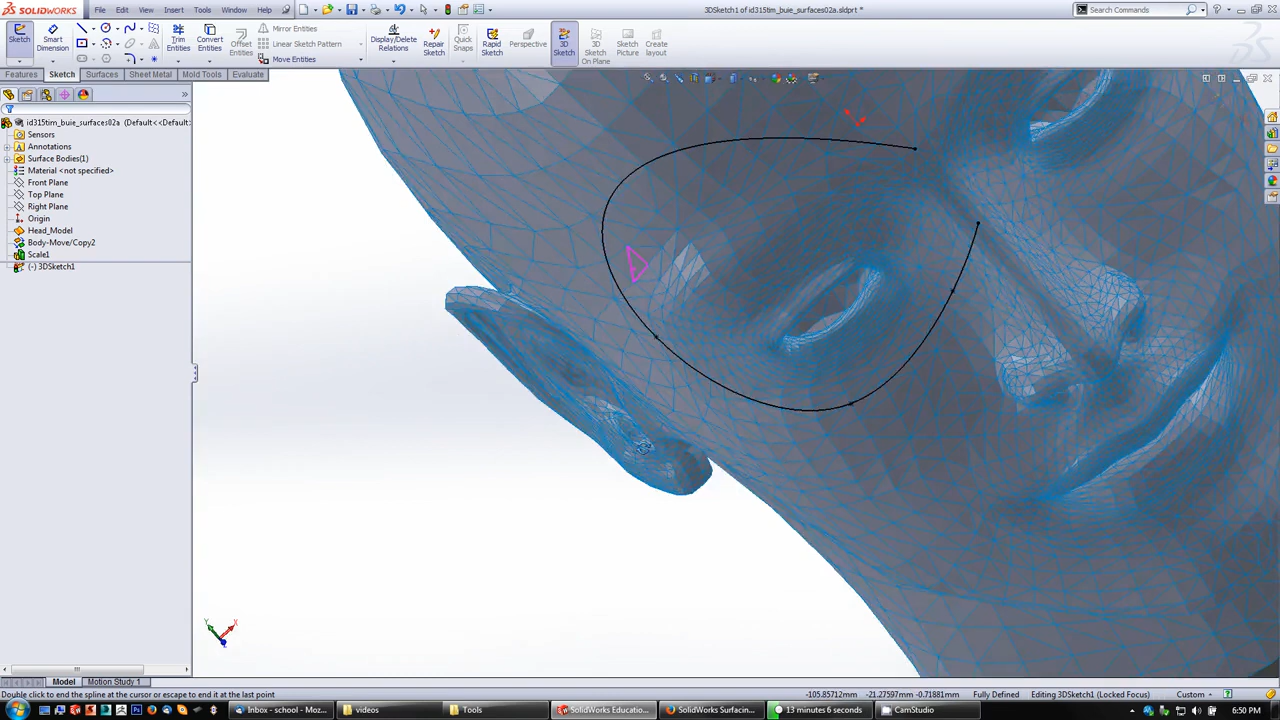 SOLIDWORKS
File Edit View Insert Tools Window Help
3DSketch1 of id315tim_buie_surfaces02a.sldprt *
Search Commands
Sketch
Smart Dimension
Trim Entities
Convert Entities
Offset Entities
Mirror Entities
Linear Sketch Pattern
Move Entities
Display/Delete Relations
Repair Sketch
Quick Snaps
Rapid Sketch
Perspective
3D Sketch
3D Sketch On Plane
Sketch Picture
Create layout
Features Sketch Surfaces Sheet Metal Mold Tools Evaluate
id315tim_buie_surfaces02a (Default<<Default:
Sensors
Annotations
Surface Bodies(1)
Material <not specified>
Front Plane
Top Plane
Right Plane
Origin
Head_Model
Body-Move/Copy2
Scale1
(-) 3DSketch1
Y X
Model Motion Study 1
Double click to end the spline at the cursor or escape to end it at the last point
-105.85712mm -21.27597mm -0.71881mm Fully Defined Editing 3DSketch1 (Locked Focus) Custom
Inbox - school - Moz...
videos
Tools
SolidWorks Educatio...
SolidWorks Surfacin...
13 minutes 6 seconds
CamStudio
6:50 PM